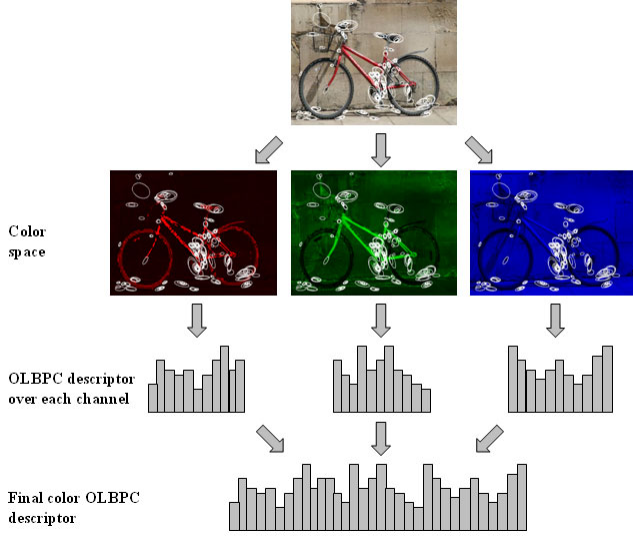 Color
space
OLBPC descriptor
over each channel
Final color OLBPC
descriptor